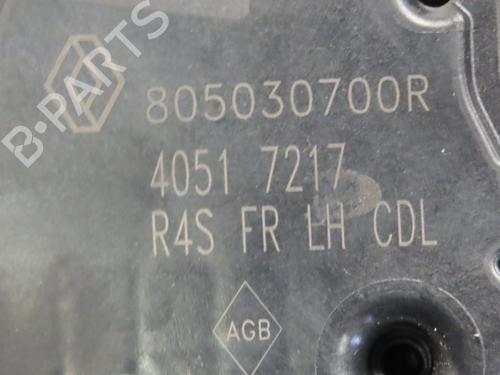 B-PARTS
805030700R
4051 7217
R4S FR LH CDL
AGB